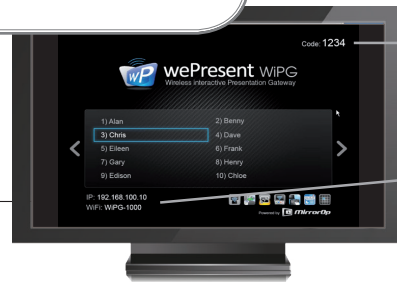 Code: 1234
wP wePresent WiPG
Wireless interactive Presentation Gateway
1) Alan 2) Benny
3) Chris 4) Dave
5) Eileen 6) Frank
7) Gary 8) Henry
9) Edison 10) Chloe
IP: 192.168.100.10
WiFi: WiPG-1000
Powered by MirrorOp